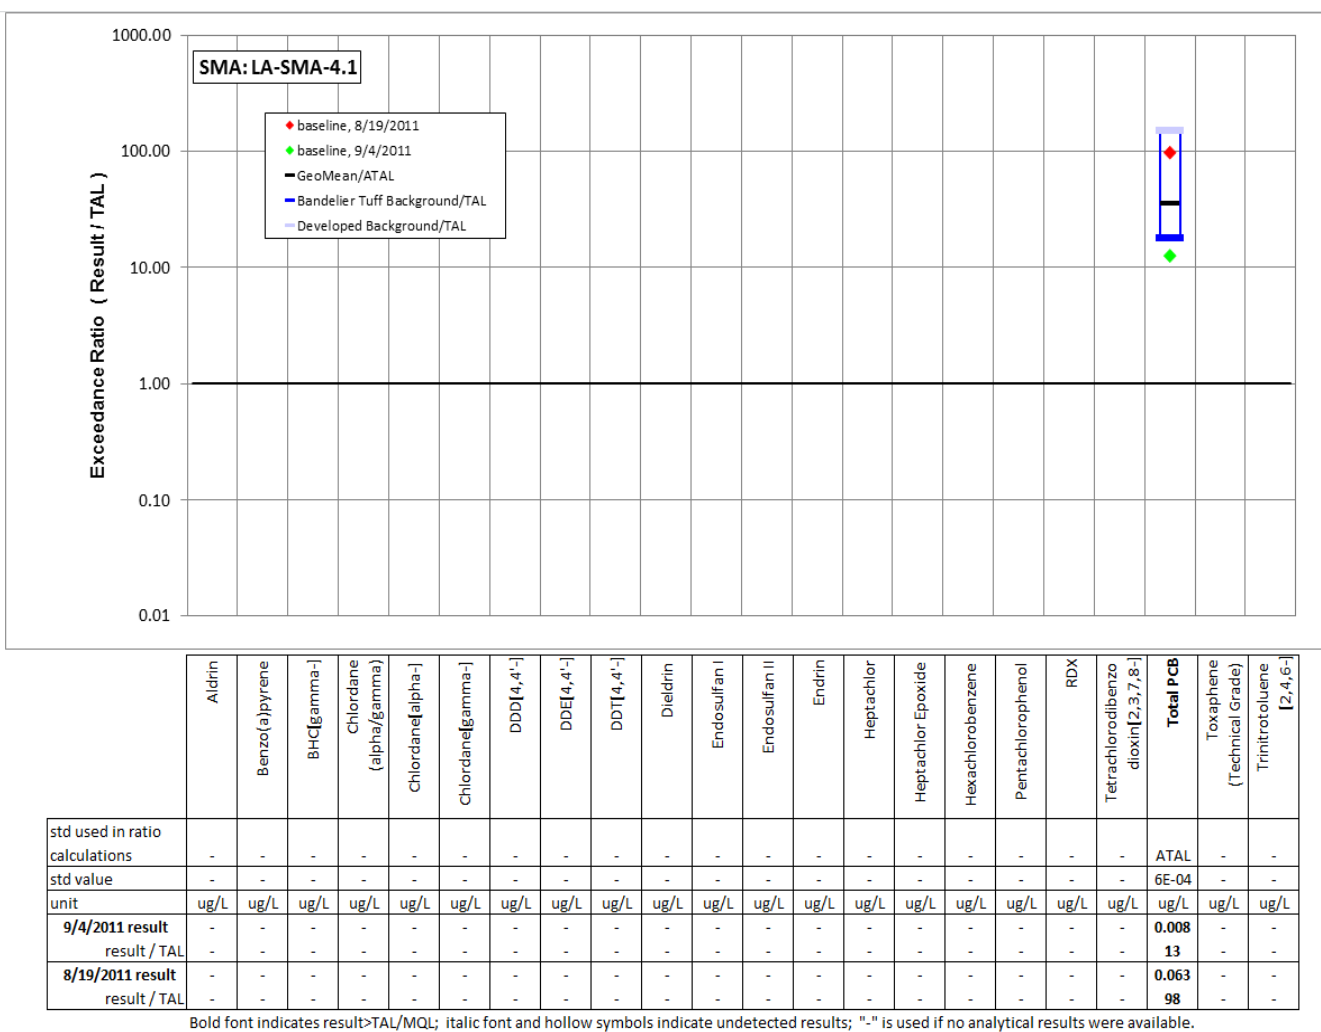 1000.00
SMA: LA-SMA-4.1
baseline, 8/19/2011
baseline, 9/4/2011
GeoMean/ATAL
Bandelier Tuff Background/TAL
Developed Background/TAL
100.00
10.00
1.00
0.10
0.01
Exceedance Ratio ( Result / TAL )
Aldrin
Benzo(a)pyrene
BHC[gamma-]
Chlordane
(alpha/gamma)
Chlordane[alpha-]
Chlordane[gamma-]
DDD[4,4'-]
DDE[4,4'-]
DDT[4,4'-]
Dieldrin
Endosulfan I
Endosulfan II
Endrin
Heptachlor
Heptachlor Epoxide
Hexachlorobenzene
Pentachlorophenol
RDX
Tetrachlorodibenzo
dioxin[2,3,7,8-]
Total PCB
Toxaphene
(Technical Grade)
Trinitrotoluene
[2,4,6-]
std used in ratio
calculations - - - - - - - - - - - - - - - - - - - ATAL - -
std value - - - - - - - - - - - - - - - - - - - 6E-04 - -
unit ug/L ug/L ug/L ug/L ug/L ug/L ug/L ug/L ug/L ug/L ug/L ug/L ug/L ug/L ug/L ug/L ug/L ug/L ug/L ug/L ug/L ug/L
9/4/2011 result - - - - - - - - - - - - - - - - - - - 0.008 - -
result / TAL - - - - - - - - - - - - - - - - - - - 13 - -
8/19/2011 result - - - - - - - - - - - - - - - - - - - 0.063 - -
result / TAL - - - - - - - - - - - - - - - - - - - 98 - -
Bold font indicates result>TAL/MQL; italic font and hollow symbols indicate undetected results; "-" is used if no analytical results were available.